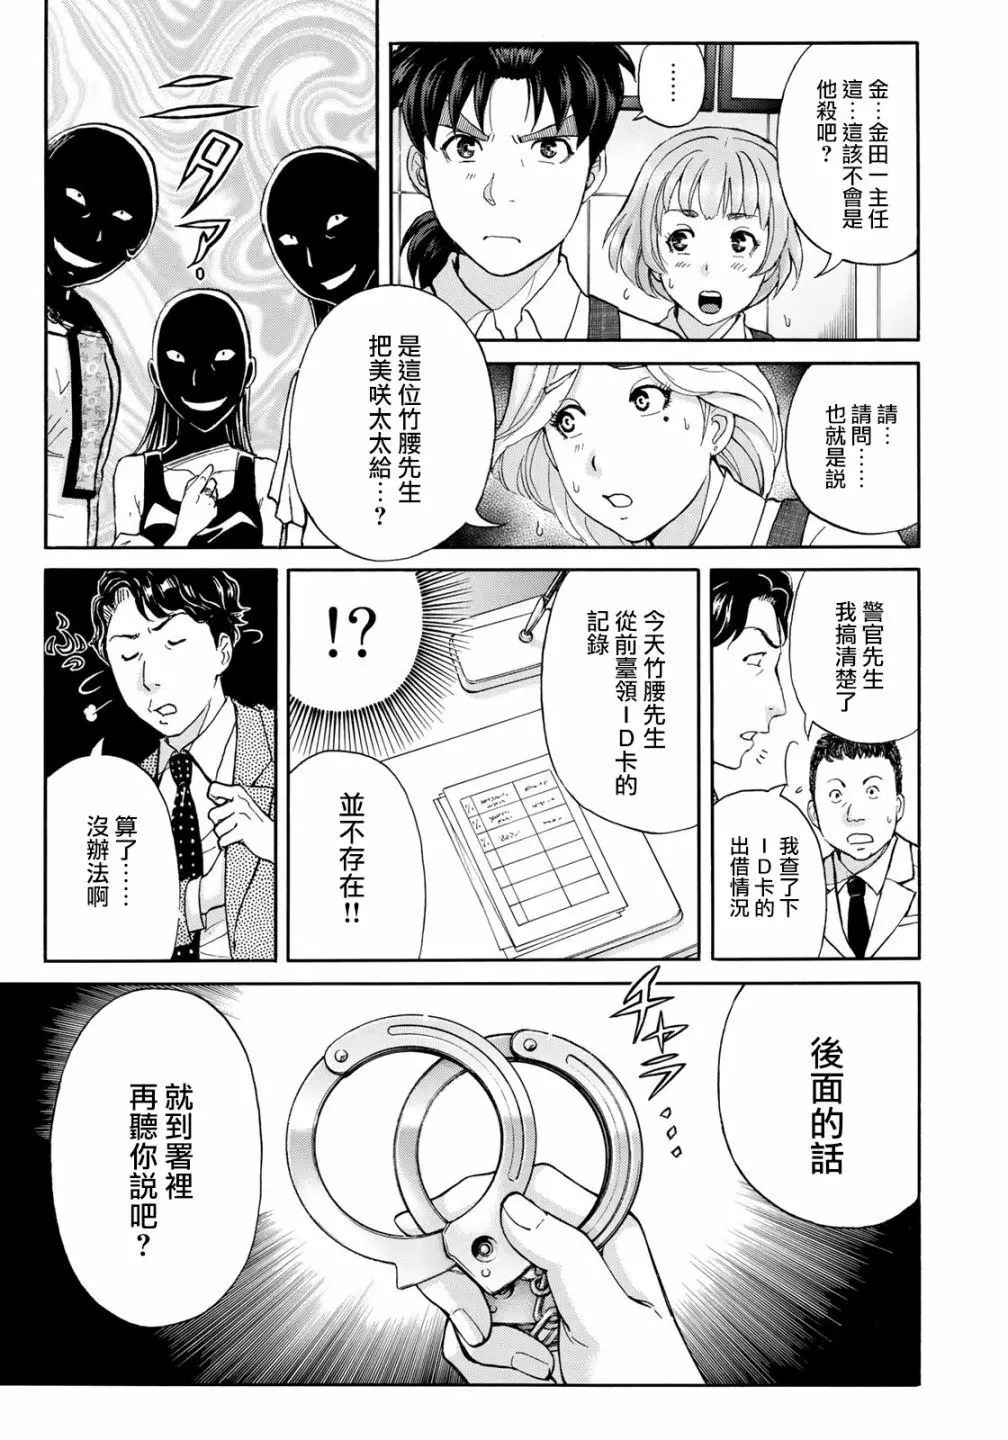 金…金田一主任
這…這該不會是
他殺吧？
……
請…
請問……
也就是說
是這位竹腰先生
把美咲太太給…？
タァ
警官先生
我搞清楚了
我查了下
ID卡的
出借情況
今天竹腰先生
從前臺領ID卡的
記錄
!?
並不存在!!
ふぅ
算了……
沒辦法啊
後面的話
チャラ…
就到署裡
再聽你說吧？